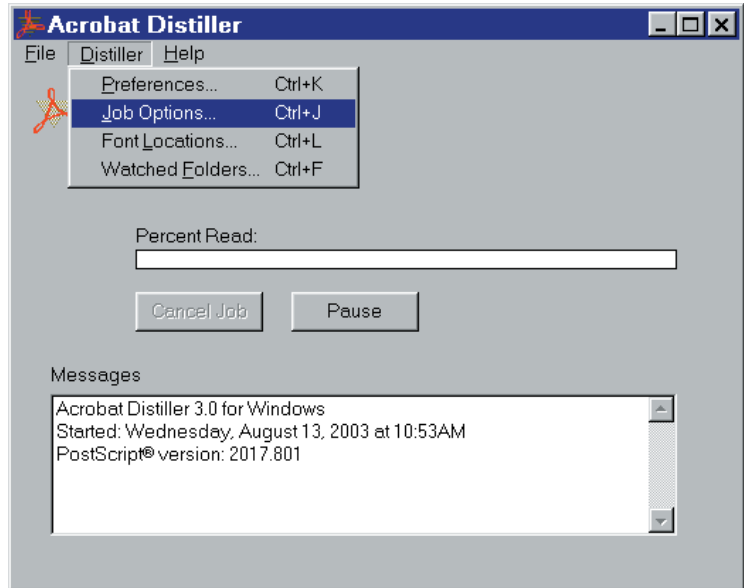 Acrobat Distiller
File Distiller Help
Preferences... Ctrl+K
Job Options... Ctrl+J
Font Locations... Ctrl+L
Watched Folders... Ctrl+F
Percent Read:
Cancel Job Pause
Messages
Acrobat Distiller 3.0 for Windows
Started: Wednesday, August 13, 2003 at 10:53AM
PostScript® version: 2017.801